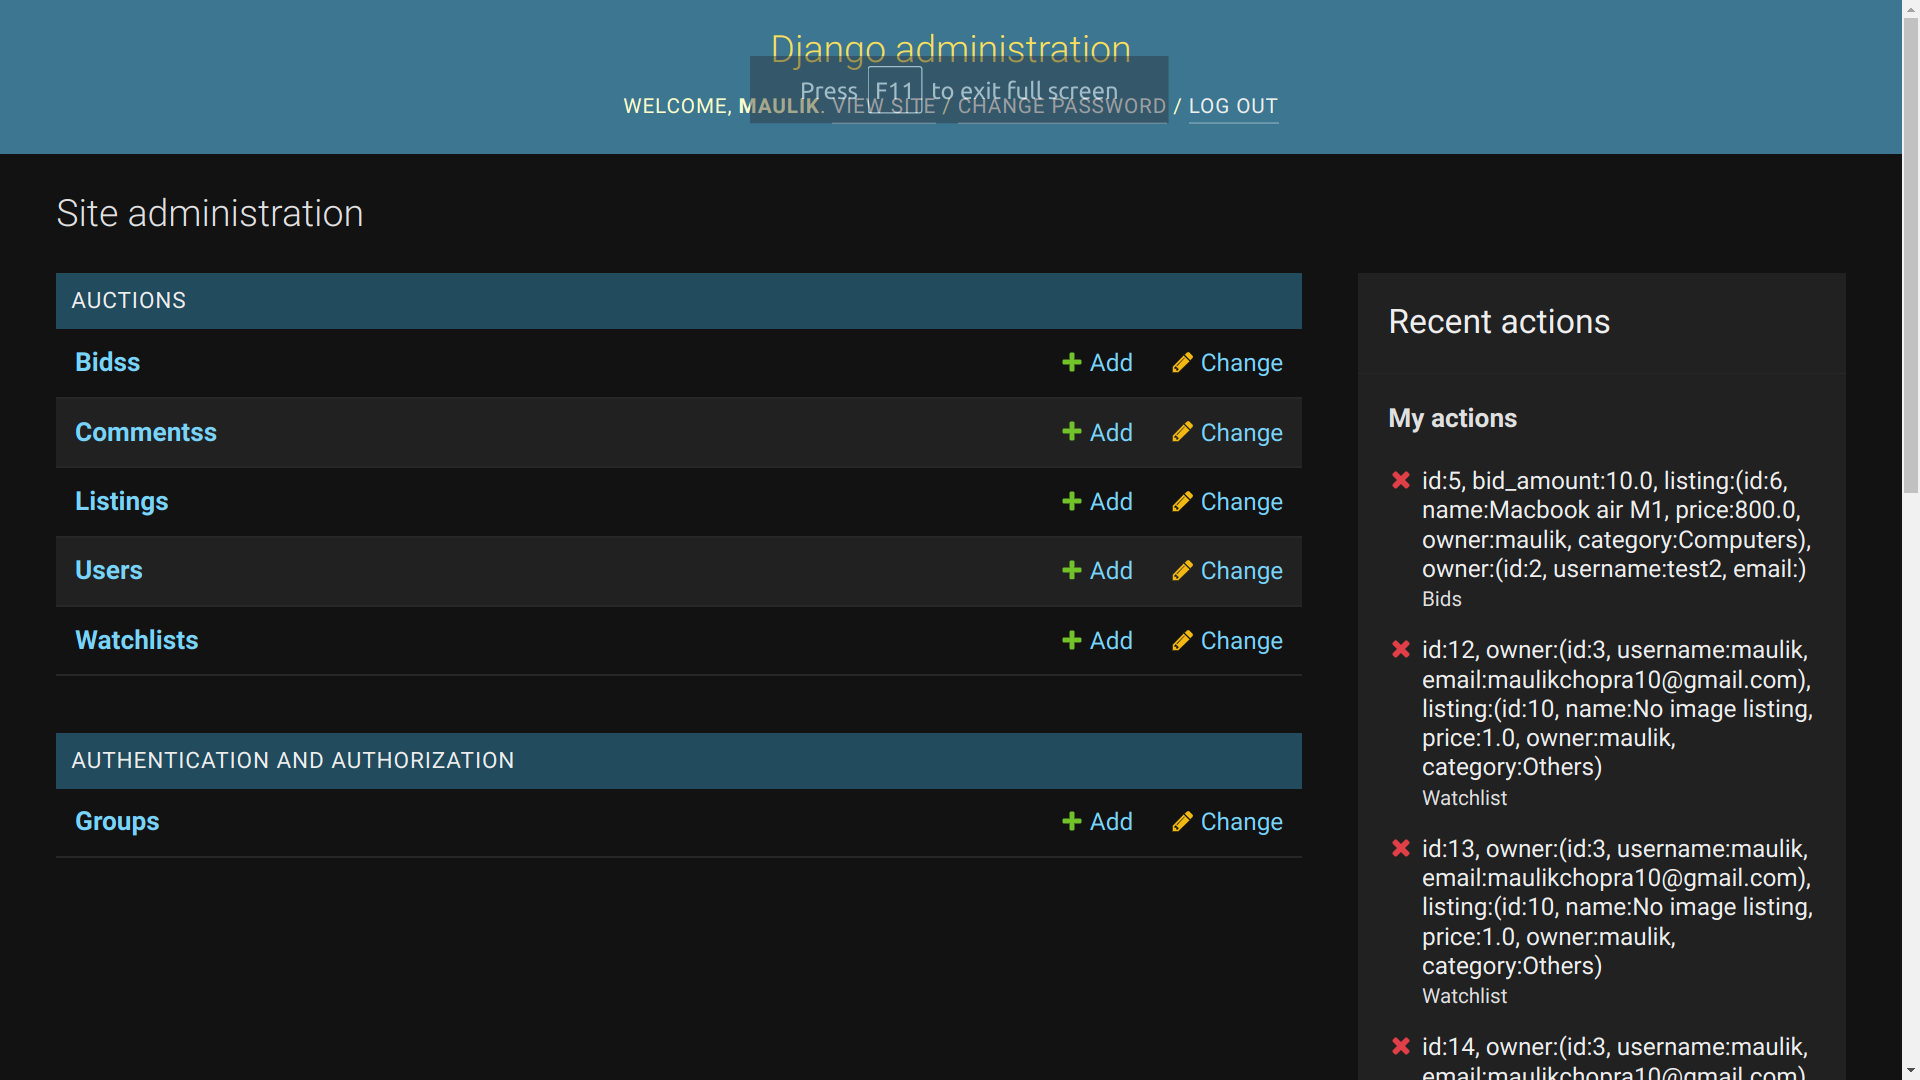 Django administration
Press F11 to exit full screen
WELCOME, MAULIK. VIEW SITE / CHANGE PASSWORD / LOG OUT
Site administration
AUCTIONS
Bidss Add Change
Commentss Add Change
Listings Add Change
Users Add Change
Watchlists Add Change
AUTHENTICATION AND AUTHORIZATION
Groups Add Change
Recent actions
My actions
id:5, bid_amount:10.0, listing:(id:6,
name:Macbook air M1, price:800.0,
owner:maulik, category:Computers),
owner:(id:2, username:test2, email:)
Bids
id:12, owner:(id:3, username:maulik,
email:maulikchopra10@gmail.com),
listing:(id:10, name:No image listing,
price:1.0, owner:maulik,
category:Others)
Watchlist
id:13, owner:(id:3, username:maulik,
email:maulikchopra10@gmail.com),
listing:(id:10, name:No image listing,
price:1.0, owner:maulik,
category:Others)
Watchlist
id:14, owner:(id:3, username:maulik,
email:maulikchopra10@gmail.com),